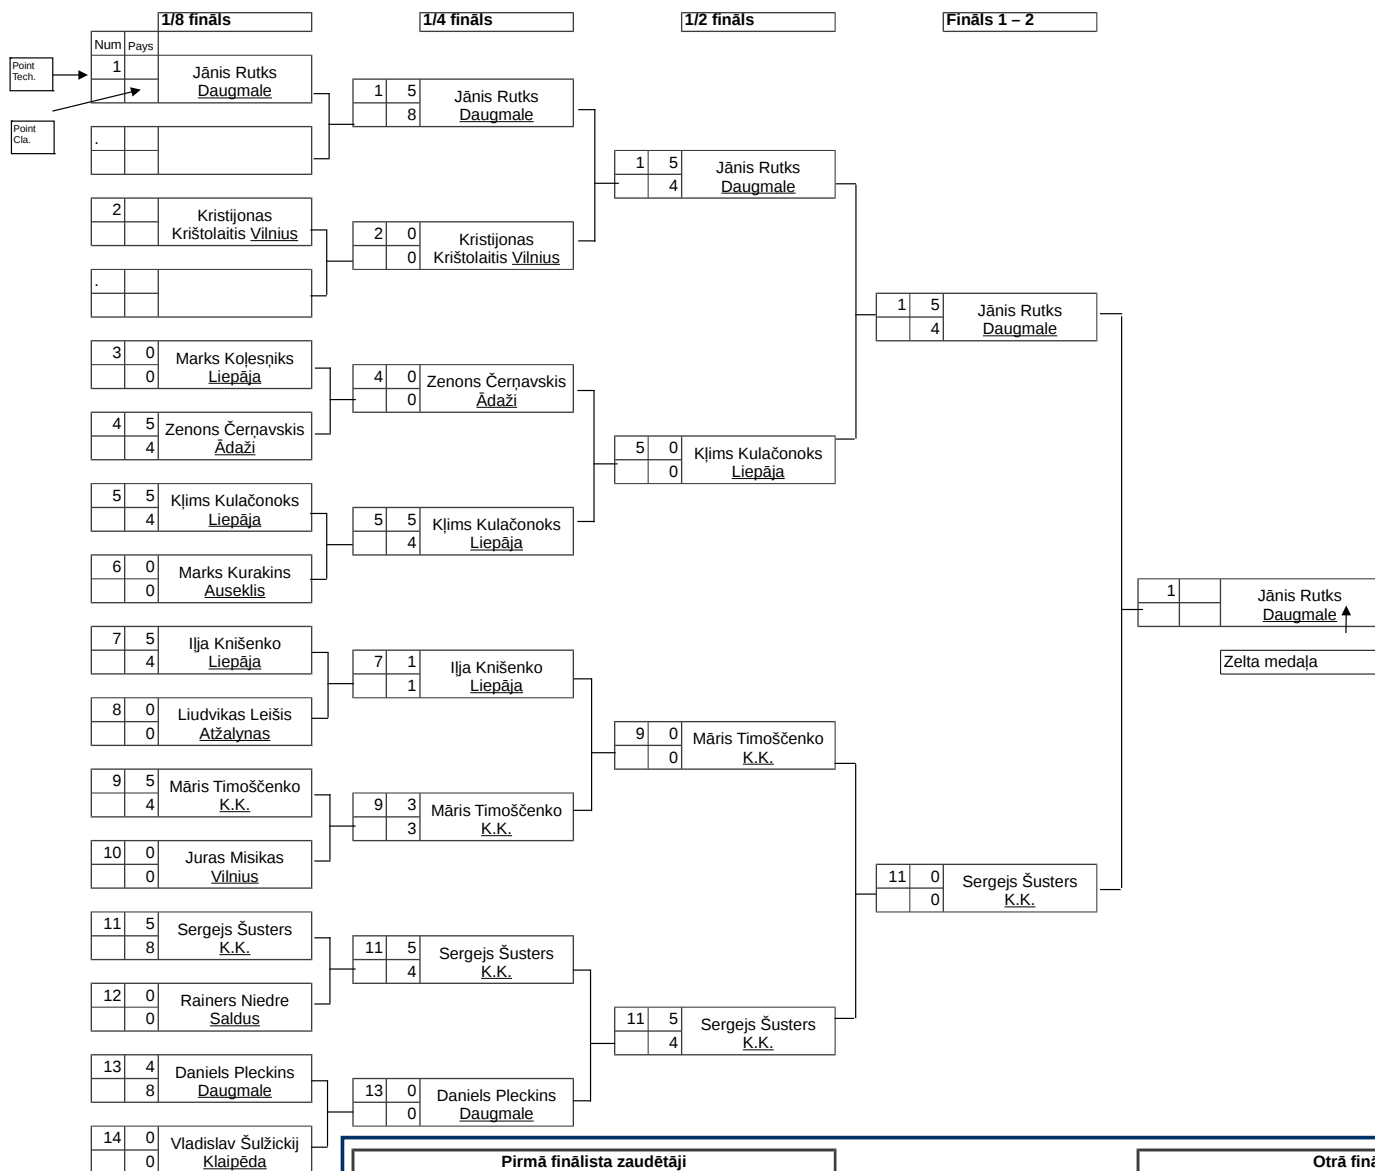 1/8 fināls 1/4 fināls 1/2 fināls Fināls 1 – 2
Num Pays
Point
Tech.
Point
Cla.
1 Jānis Rutks
Daugmale
.
2 Kristijonas
Krištolaitis Vilnius
.
3 0 Marks Koļesņiks
0 Liepāja
4 5 Zenons Čerņavskis
4 Ādaži
5 5 Kļims Kulačonoks
4 Liepāja
6 0 Marks Kurakins
0 Auseklis
7 5 Iļja Knišenko
4 Liepāja
8 0 Liudvikas Leišis
0 Atžalynas
9 5 Māris Timoščenko
4 K.K.
10 0 Juras Misikas
0 Vilnius
11 5 Sergejs Šusters
8 K.K.
12 0 Rainers Niedre
0 Saldus
13 4 Daniels Pleckins
8 Daugmale
14 0 Vladislav Šulžickij
0 Klaipėda
1 5 Jānis Rutks
8 Daugmale
2 0 Kristijonas
0 Krištolaitis Vilnius
4 0 Zenons Čerņavskis
0 Ādaži
5 5 Kļims Kulačonoks
4 Liepāja
7 1 Iļja Knišenko
1 Liepāja
9 3 Māris Timoščenko
3 K.K.
11 5 Sergejs Šusters
4 K.K.
13 0 Daniels Pleckins
0 Daugmale
1 5 Jānis Rutks
4 Daugmale
5 0 Kļims Kulačonoks
0 Liepāja
9 0 Māris Timoščenko
0 K.K.
11 5 Sergejs Šusters
4 K.K.
1 5 Jānis Rutks
4 Daugmale
11 0 Sergejs Šusters
0 K.K.
1 Jānis Rutks
Daugmale
Zelta medaļa
Pirmā finālista zaudētāji Otrā finā